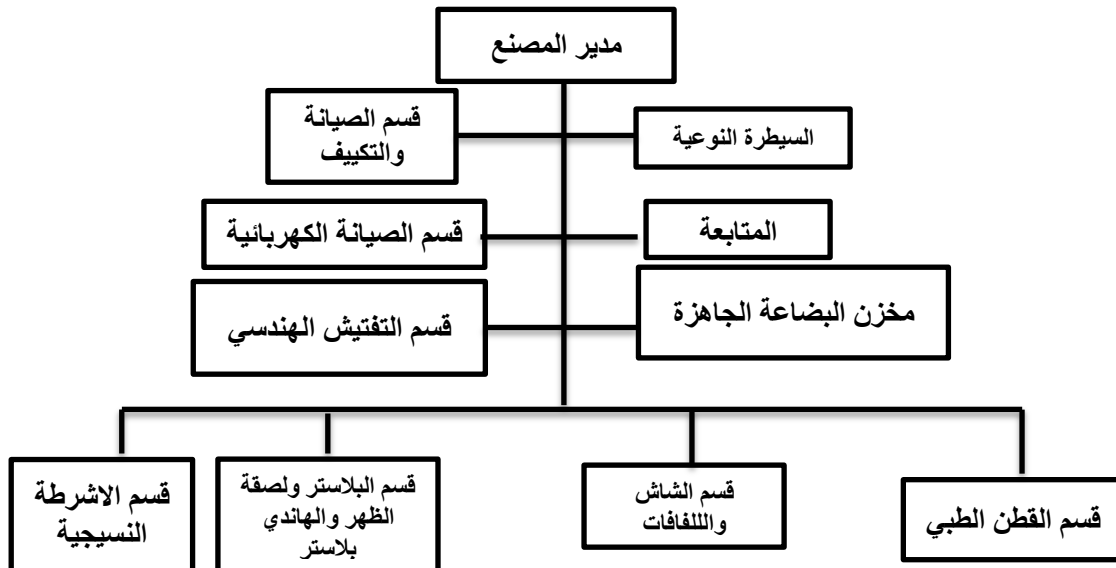 مدير المصنع
السيطرة النوعية
قسم الصيانة
والتكييف
المتابعة
قسم الصيانة الكهربائية
مخزن البضاعة الجاهزة
قسم التفتيش الهندسي
قسم القطن الطبي
قسم الشاش
والللفافات
قسم البلاستر ولصقة
الظهر والهاندي
بلاستر
قسم الاشرطة
النسيجية